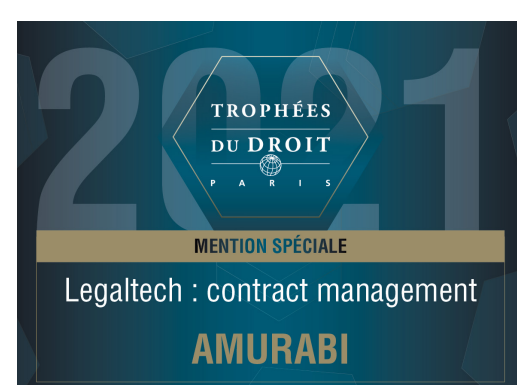 2021
TROPHÉES
DU DROIT
PARIS
MENTION SPÉCIALE
Legaltech : contract management
AMURABI